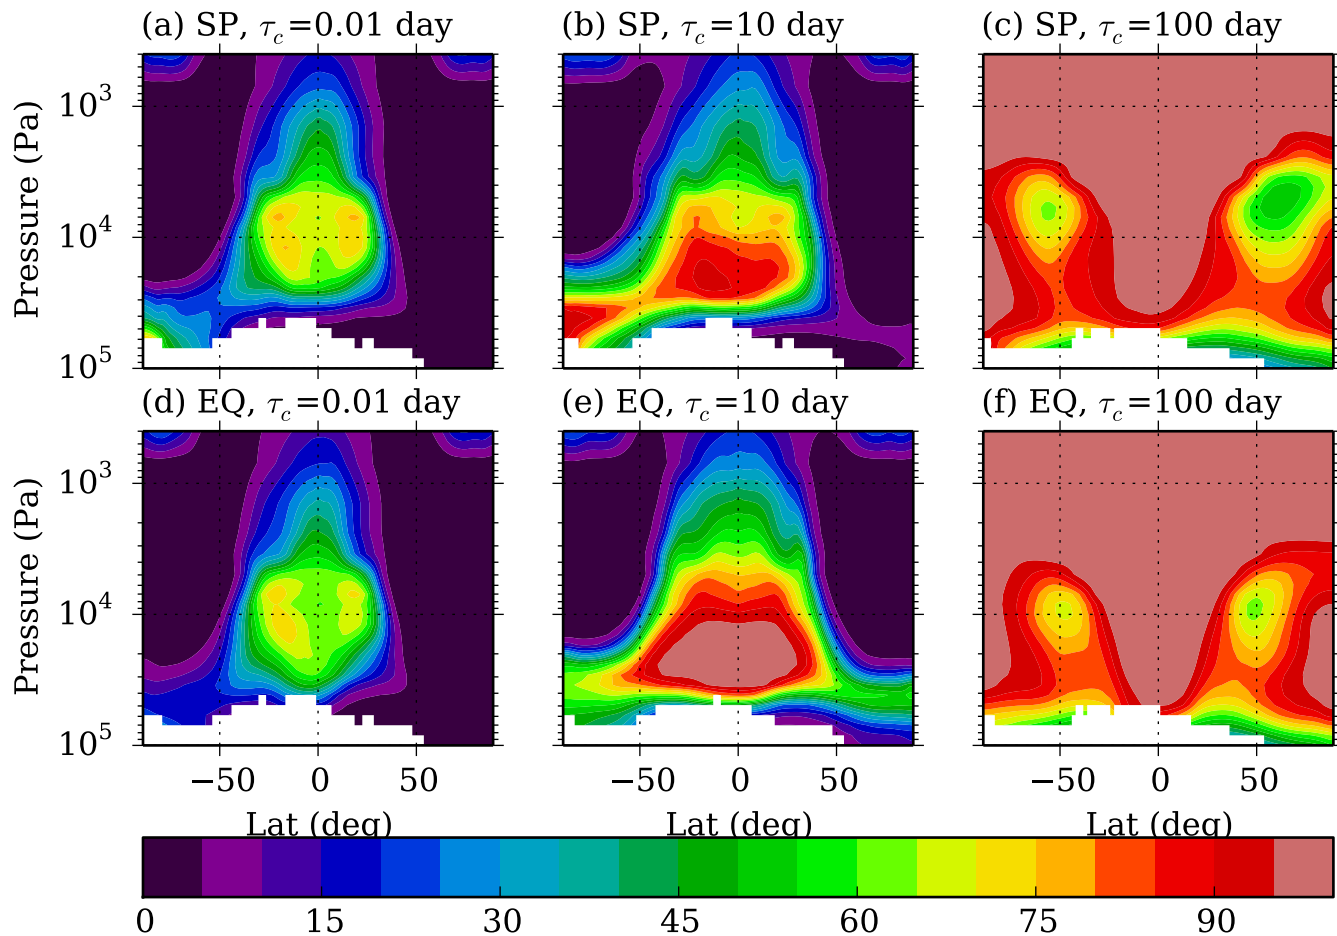 (a) SP, τc=0.01 day (b) SP, τc=10 day (c) SP, τc=100 day
10³
10⁴
10⁵
Pressure (Pa)
(d) EQ, τc=0.01 day (e) EQ, τc=10 day (f) EQ, τc=100 day
10³
10⁴
10⁵
Pressure (Pa)
−50 0 50 −50 0 50 −50 0 50
Lat (deg) Lat (deg) Lat (deg)
0 15 30 45 60 75 90